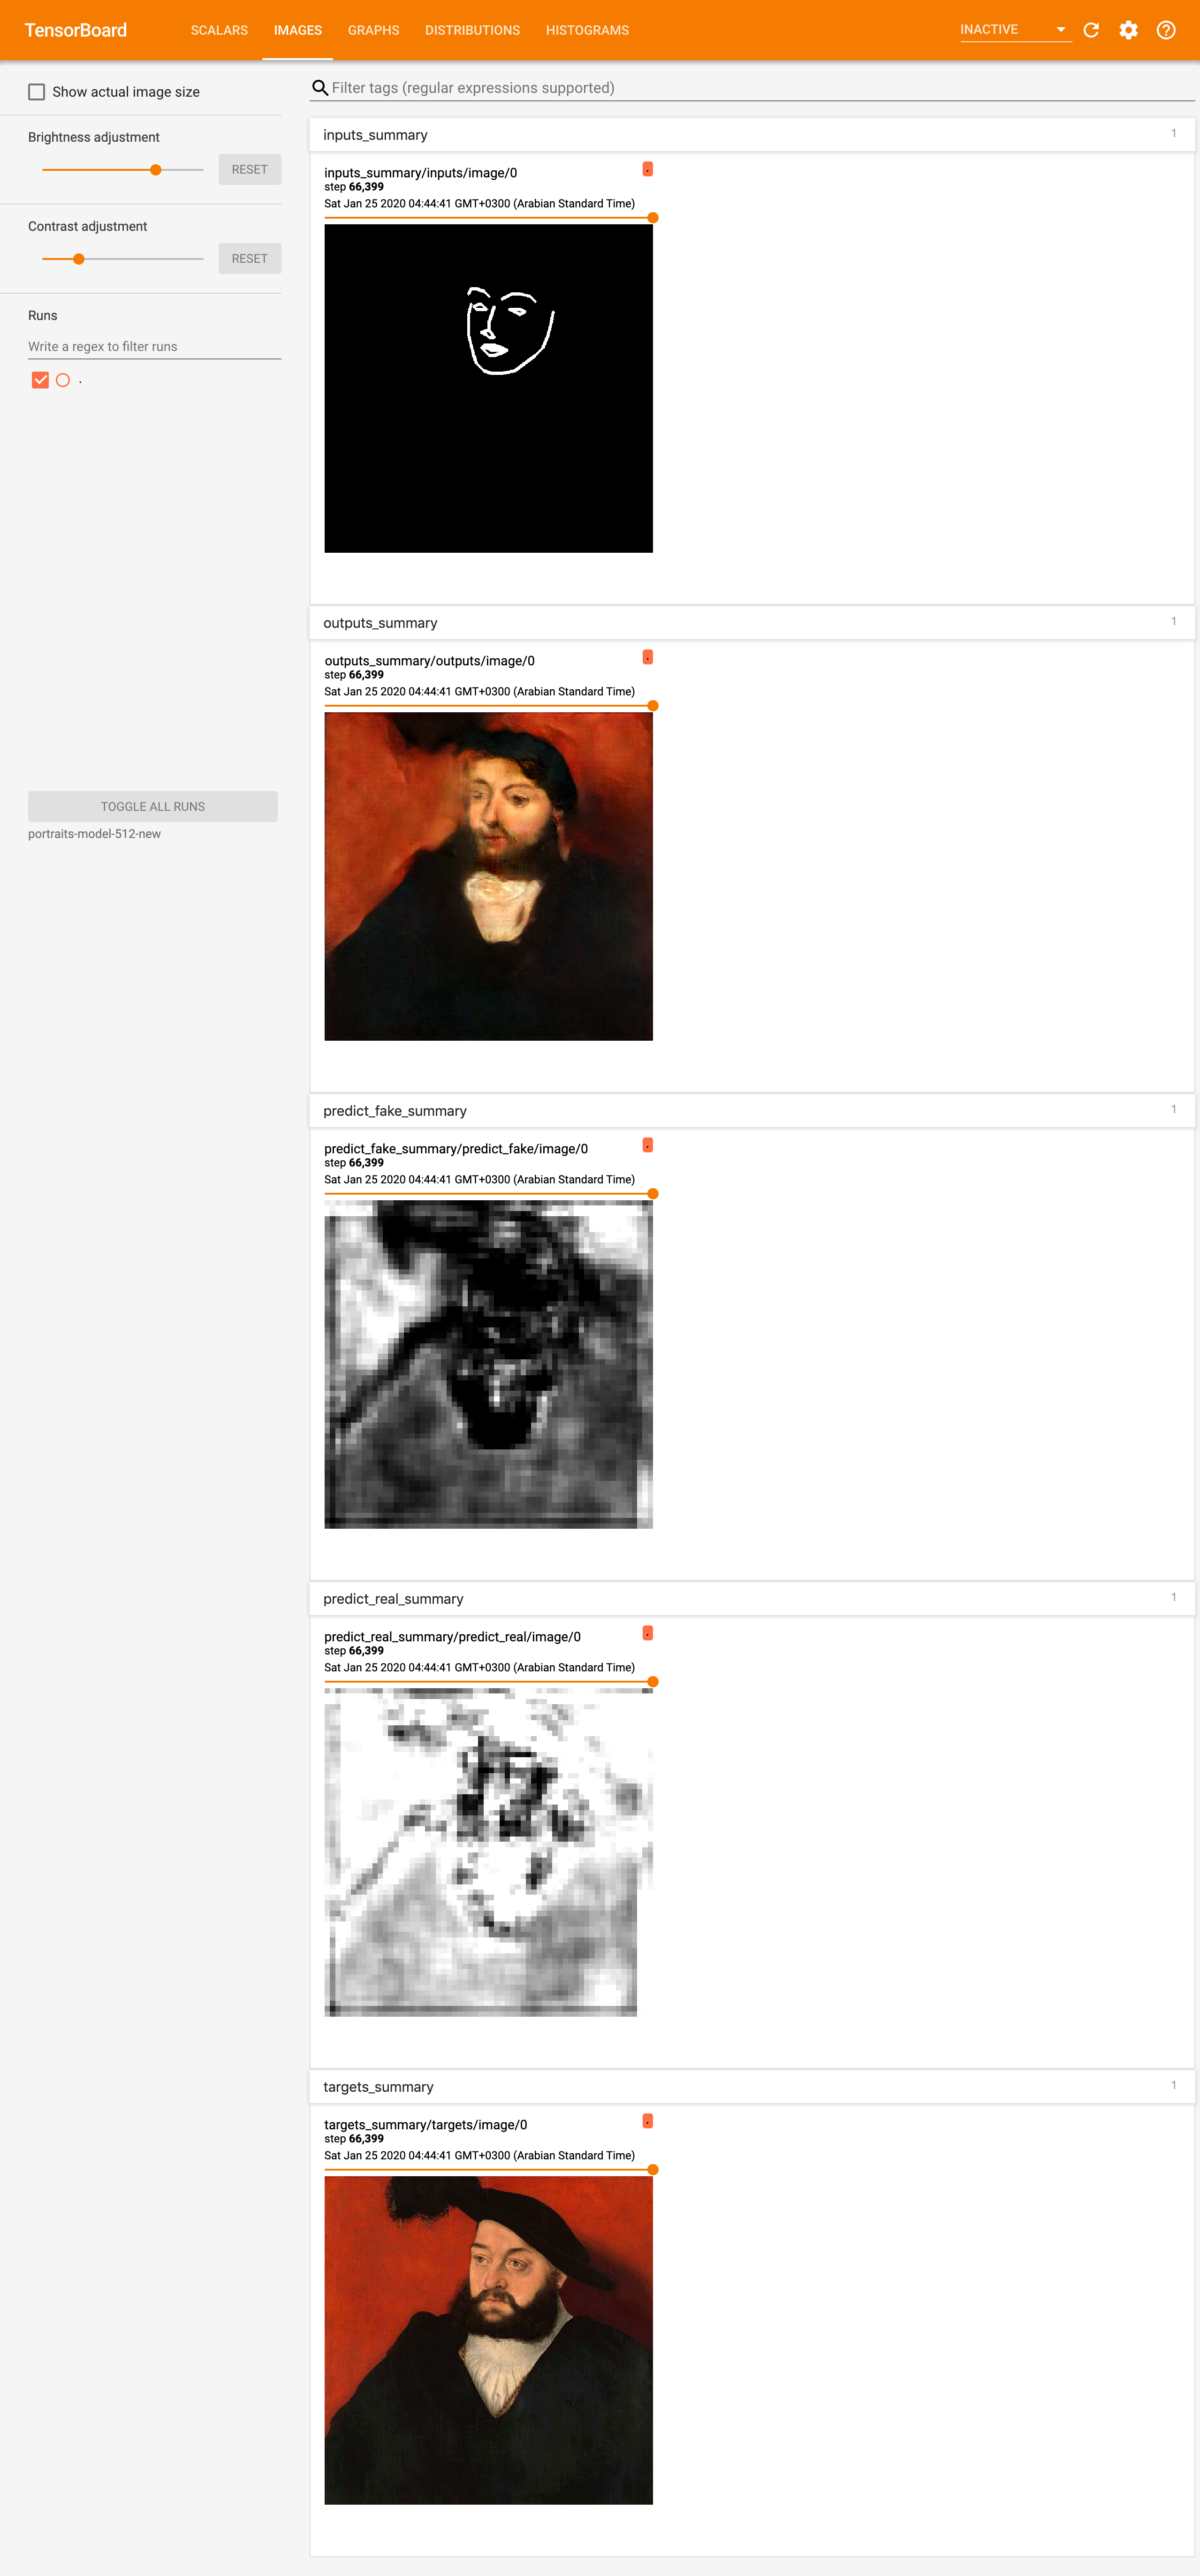 TensorBoard SCALARS IMAGES GRAPHS DISTRIBUTIONS HISTOGRAMS INACTIVE
Show actual image size
Brightness adjustment
RESET
Contrast adjustment
RESET
Runs
Write a regex to filter runs
.
TOGGLE ALL RUNS
portraits-model-512-new
Filter tags (regular expressions supported)
inputs_summary 1
inputs_summary/inputs/image/0 .
step 66,399
Sat Jan 25 2020 04:44:41 GMT+0300 (Arabian Standard Time)
outputs_summary 1
outputs_summary/outputs/image/0 .
step 66,399
Sat Jan 25 2020 04:44:41 GMT+0300 (Arabian Standard Time)
predict_fake_summary 1
predict_fake_summary/predict_fake/image/0 .
step 66,399
Sat Jan 25 2020 04:44:41 GMT+0300 (Arabian Standard Time)
predict_real_summary 1
predict_real_summary/predict_real/image/0 .
step 66,399
Sat Jan 25 2020 04:44:41 GMT+0300 (Arabian Standard Time)
targets_summary 1
targets_summary/targets/image/0 .
step 66,399
Sat Jan 25 2020 04:44:41 GMT+0300 (Arabian Standard Time)